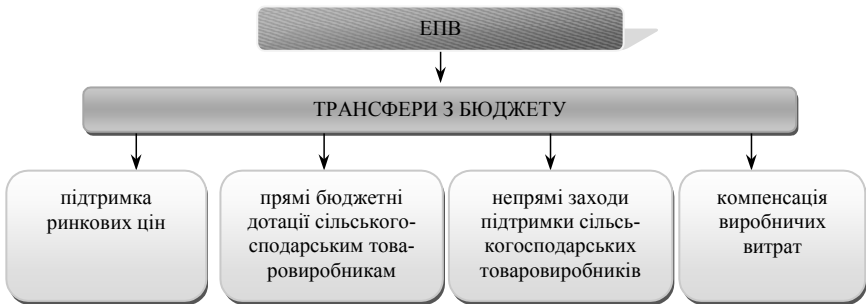 ЕПВ
ТРАНСФЕРИ З БЮДЖЕТУ
підтримка
ринкових цін
прямі бюджетні
дотації сільського-
сподарським това-
ровиробникам
непрямі заходи
підтримки сільсь-
когосподарських
товаровиробників
компенсація
виробничих
витрат